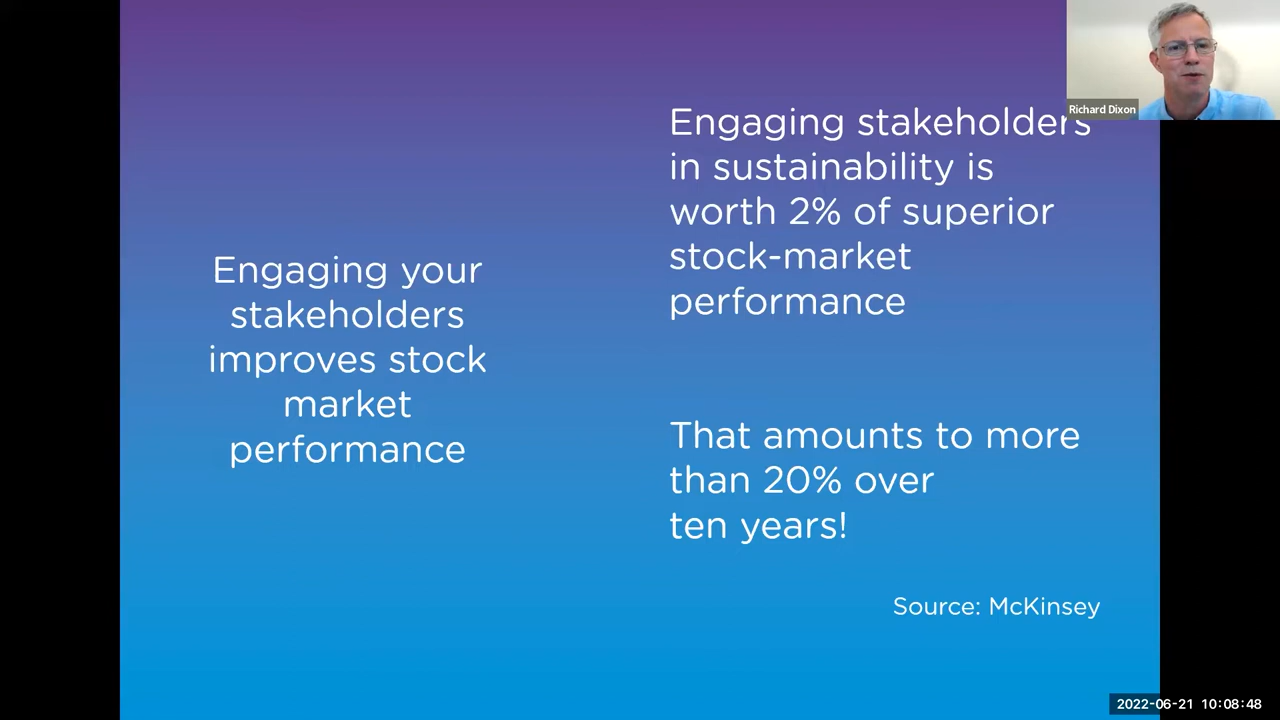 Engaging your
stakeholders
improves stock
market
performance
Engaging stakeholders
in sustainability is
worth 2% of superior
stock-market
performance
That amounts to more
than 20% over
ten years!
Source: McKinsey
Richard Dixon
2022-06-21 10:08:48